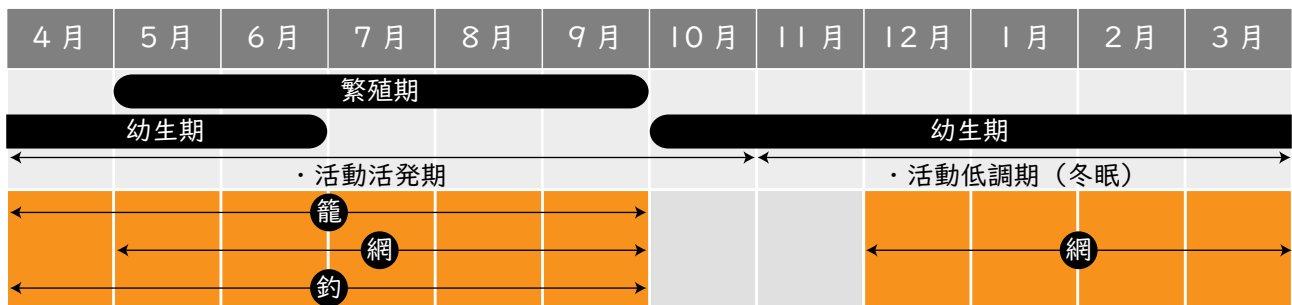 4月 5月 6月 7月 8月 9月 10月 11月 12月 1月 2月 3月
繁殖期
幼生期 幼生期
・活動活発期 ・活動低調期（冬眠）
籠
網 網
釣